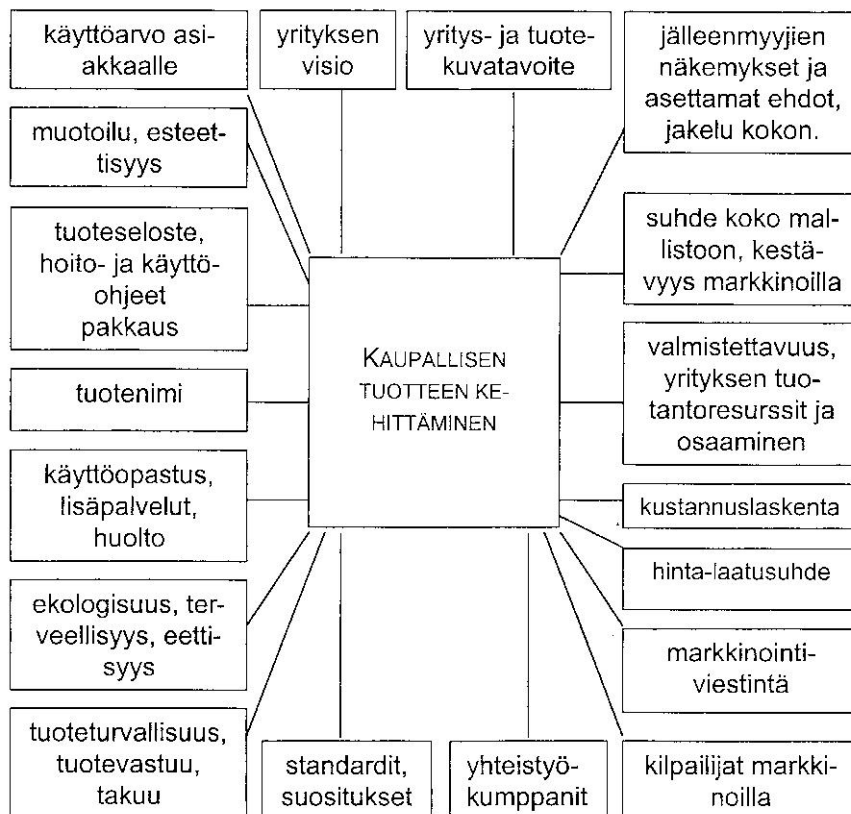 käyttöarvo asi-
akkaalle
yrityksen
visio
yritys- ja tuote-
kuvatavoite
jälleenmyyjien
näkemykset ja
asettamat ehdot,
jakelu kokon.
muotoilu, esteet-
tisyys
tuoteseloste,
hoito- ja käyttö-
ohjeet
pakkaus
suhde koko mal-
listoon, kestä-
vyys markkinoilla
KAUPALLISEN
TUOTTEEN KE-
HITTÄMINEN
tuotenimi
valmistettavuus,
yrityksen tuo-
tantoresurssit ja
osaaminen
käyttöopastus,
lisäpalvelut,
huolto
kustannuslaskenta
hinta-laatusuhde
ekologisuus, ter-
veellisyys, eetti-
syys
markkinointi-
viestintä
tuoteturvallisuus,
tuotevastuu,
takuu
standardit,
suositukset
yhteistyö-
kumppanit
kilpailijat markki-
noilla